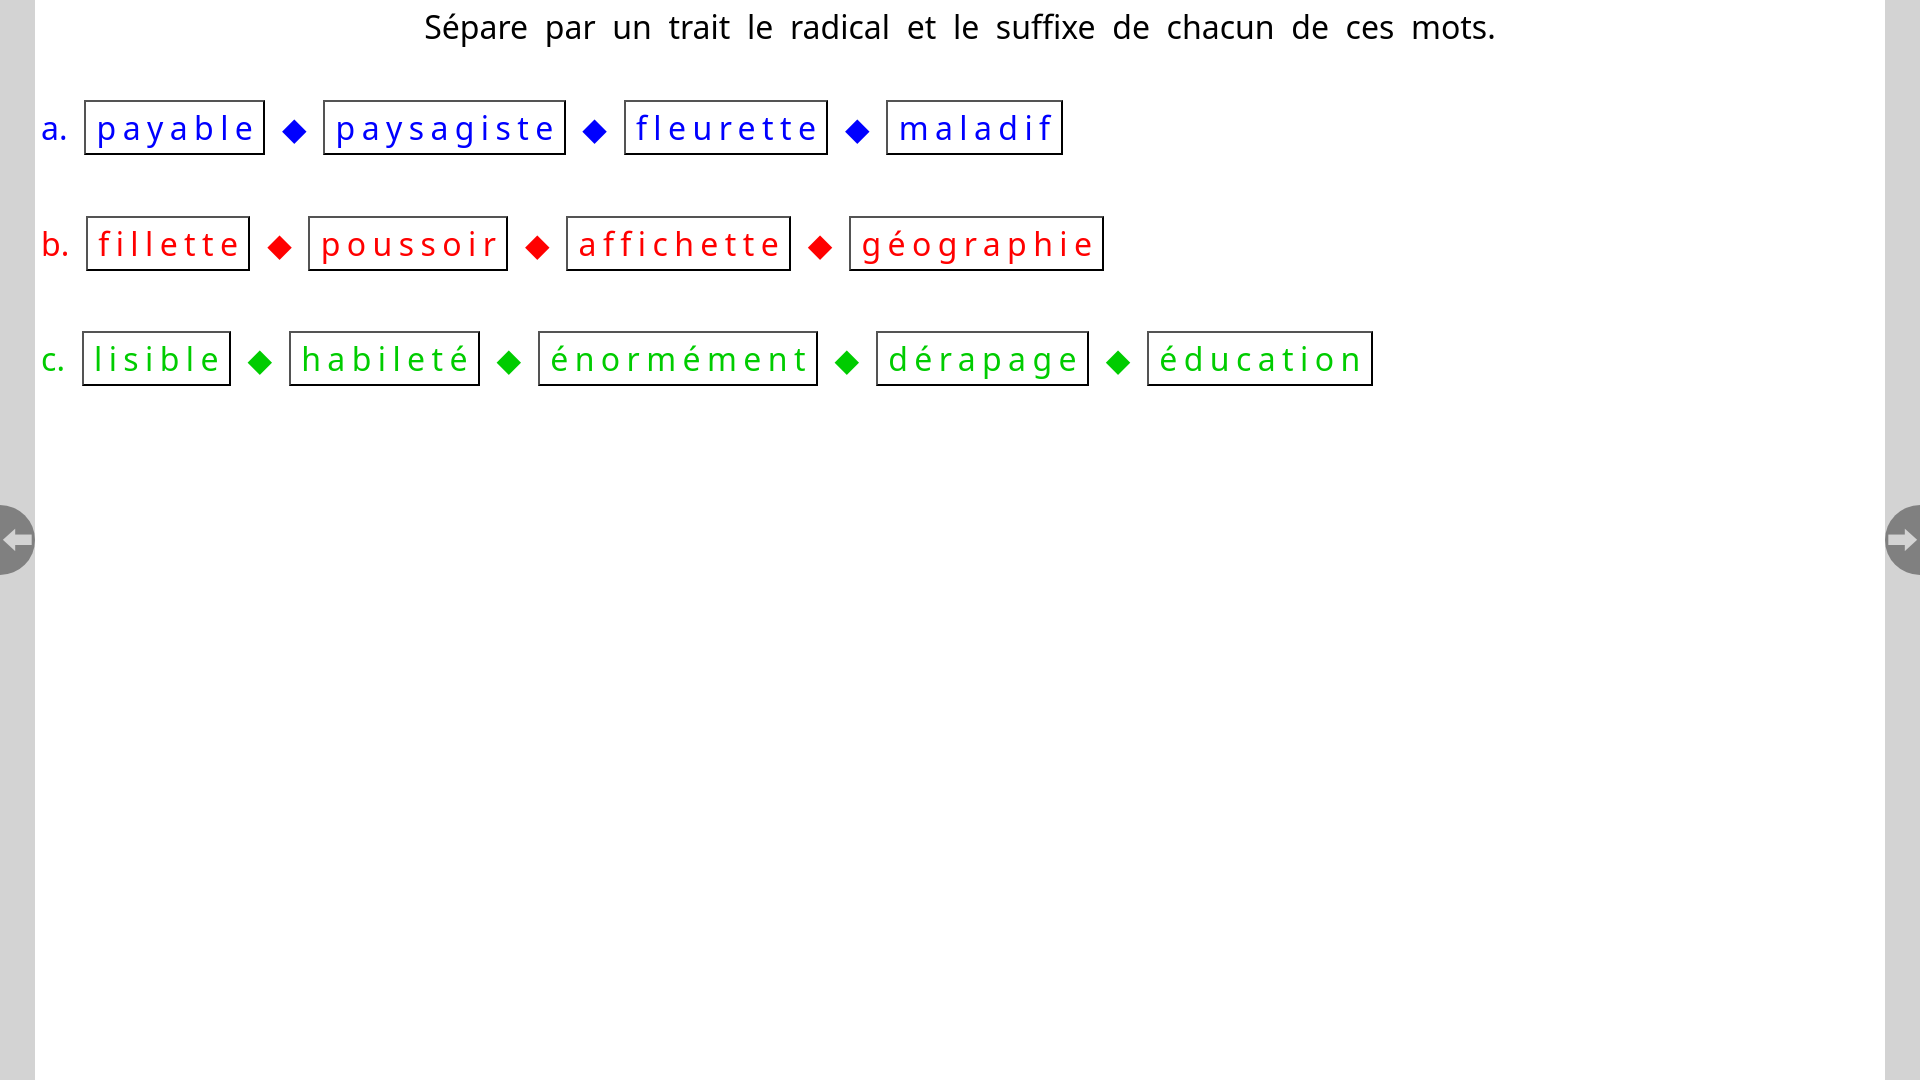 Sépare par un trait le radical et le suffixe de chacun de ces mots.
a. payable ◆ paysagiste ◆ fleurette ◆ maladif
b. fillette ◆ poussoir ◆ affichette ◆ géographie
c. lisible ◆ habileté ◆ énormément ◆ dérapage ◆ éducation